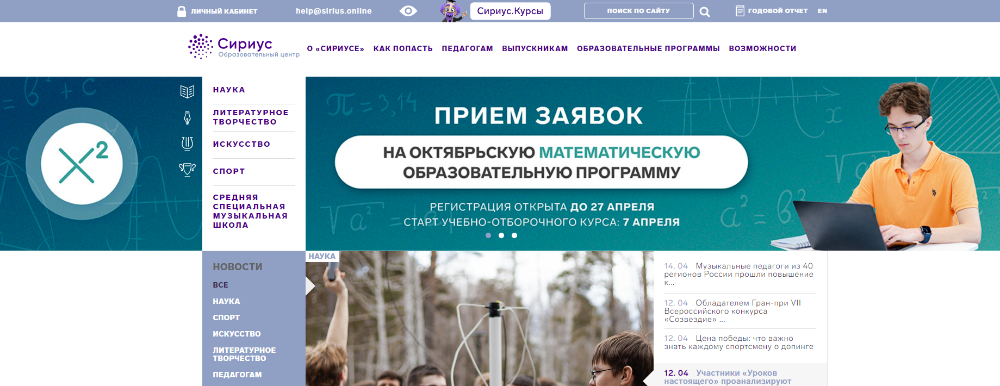 ЛИЧНЫЙ КАБИНЕТ
help@sirius.online
Сириус.Курсы
ПОИСК ПО САЙТУ
ГОДОВОЙ ОТЧЕТ
EN
Сириус
Образовательный центр
О «СИРИУСЕ»
КАК ПОПАСТЬ
ПЕДАГОГАМ
ВЫПУСКНИКАМ
ОБРАЗОВАТЕЛЬНЫЕ ПРОГРАММЫ
ВОЗМОЖНОСТИ
X²
НАУКА
ЛИТЕРАТУРНОЕ
ТВОРЧЕСТВО
ИСКУССТВО
СПОРТ
СРЕДНЯЯ
СПЕЦИАЛЬНАЯ
МУЗЫКАЛЬНАЯ
ШКОЛА
π = 3,14
ПРИЕМ ЗАЯВОК
НА ОКТЯБРЬСКУЮ МАТЕМАТИЧЕСКУЮ
ОБРАЗОВАТЕЛЬНУЮ ПРОГРАММУ
РЕГИСТРАЦИЯ ОТКРЫТА ДО 27 АПРЕЛЯ
СТАРТ УЧЕБНО-ОТБОРОЧНОГО КУРСА: 7 АПРЕЛЯ
НОВОСТИ
ВСЕ
НАУКА
СПОРТ
ИСКУССТВО
ЛИТЕРАТУРНОЕ
ТВОРЧЕСТВО
ПЕДАГОГАМ
НАУКА
14. 04 Музыкальные педагоги из 40
регионов России прошли повышение
к...
12. 04 Обладателем Гран-при VII
Всероссийского конкурса
«Созвездие» ...
12. 04 Цена победы: что важно
знать каждому спортсмену о допинге
12. 04 Участники «Уроков
настоящего» проанализируют